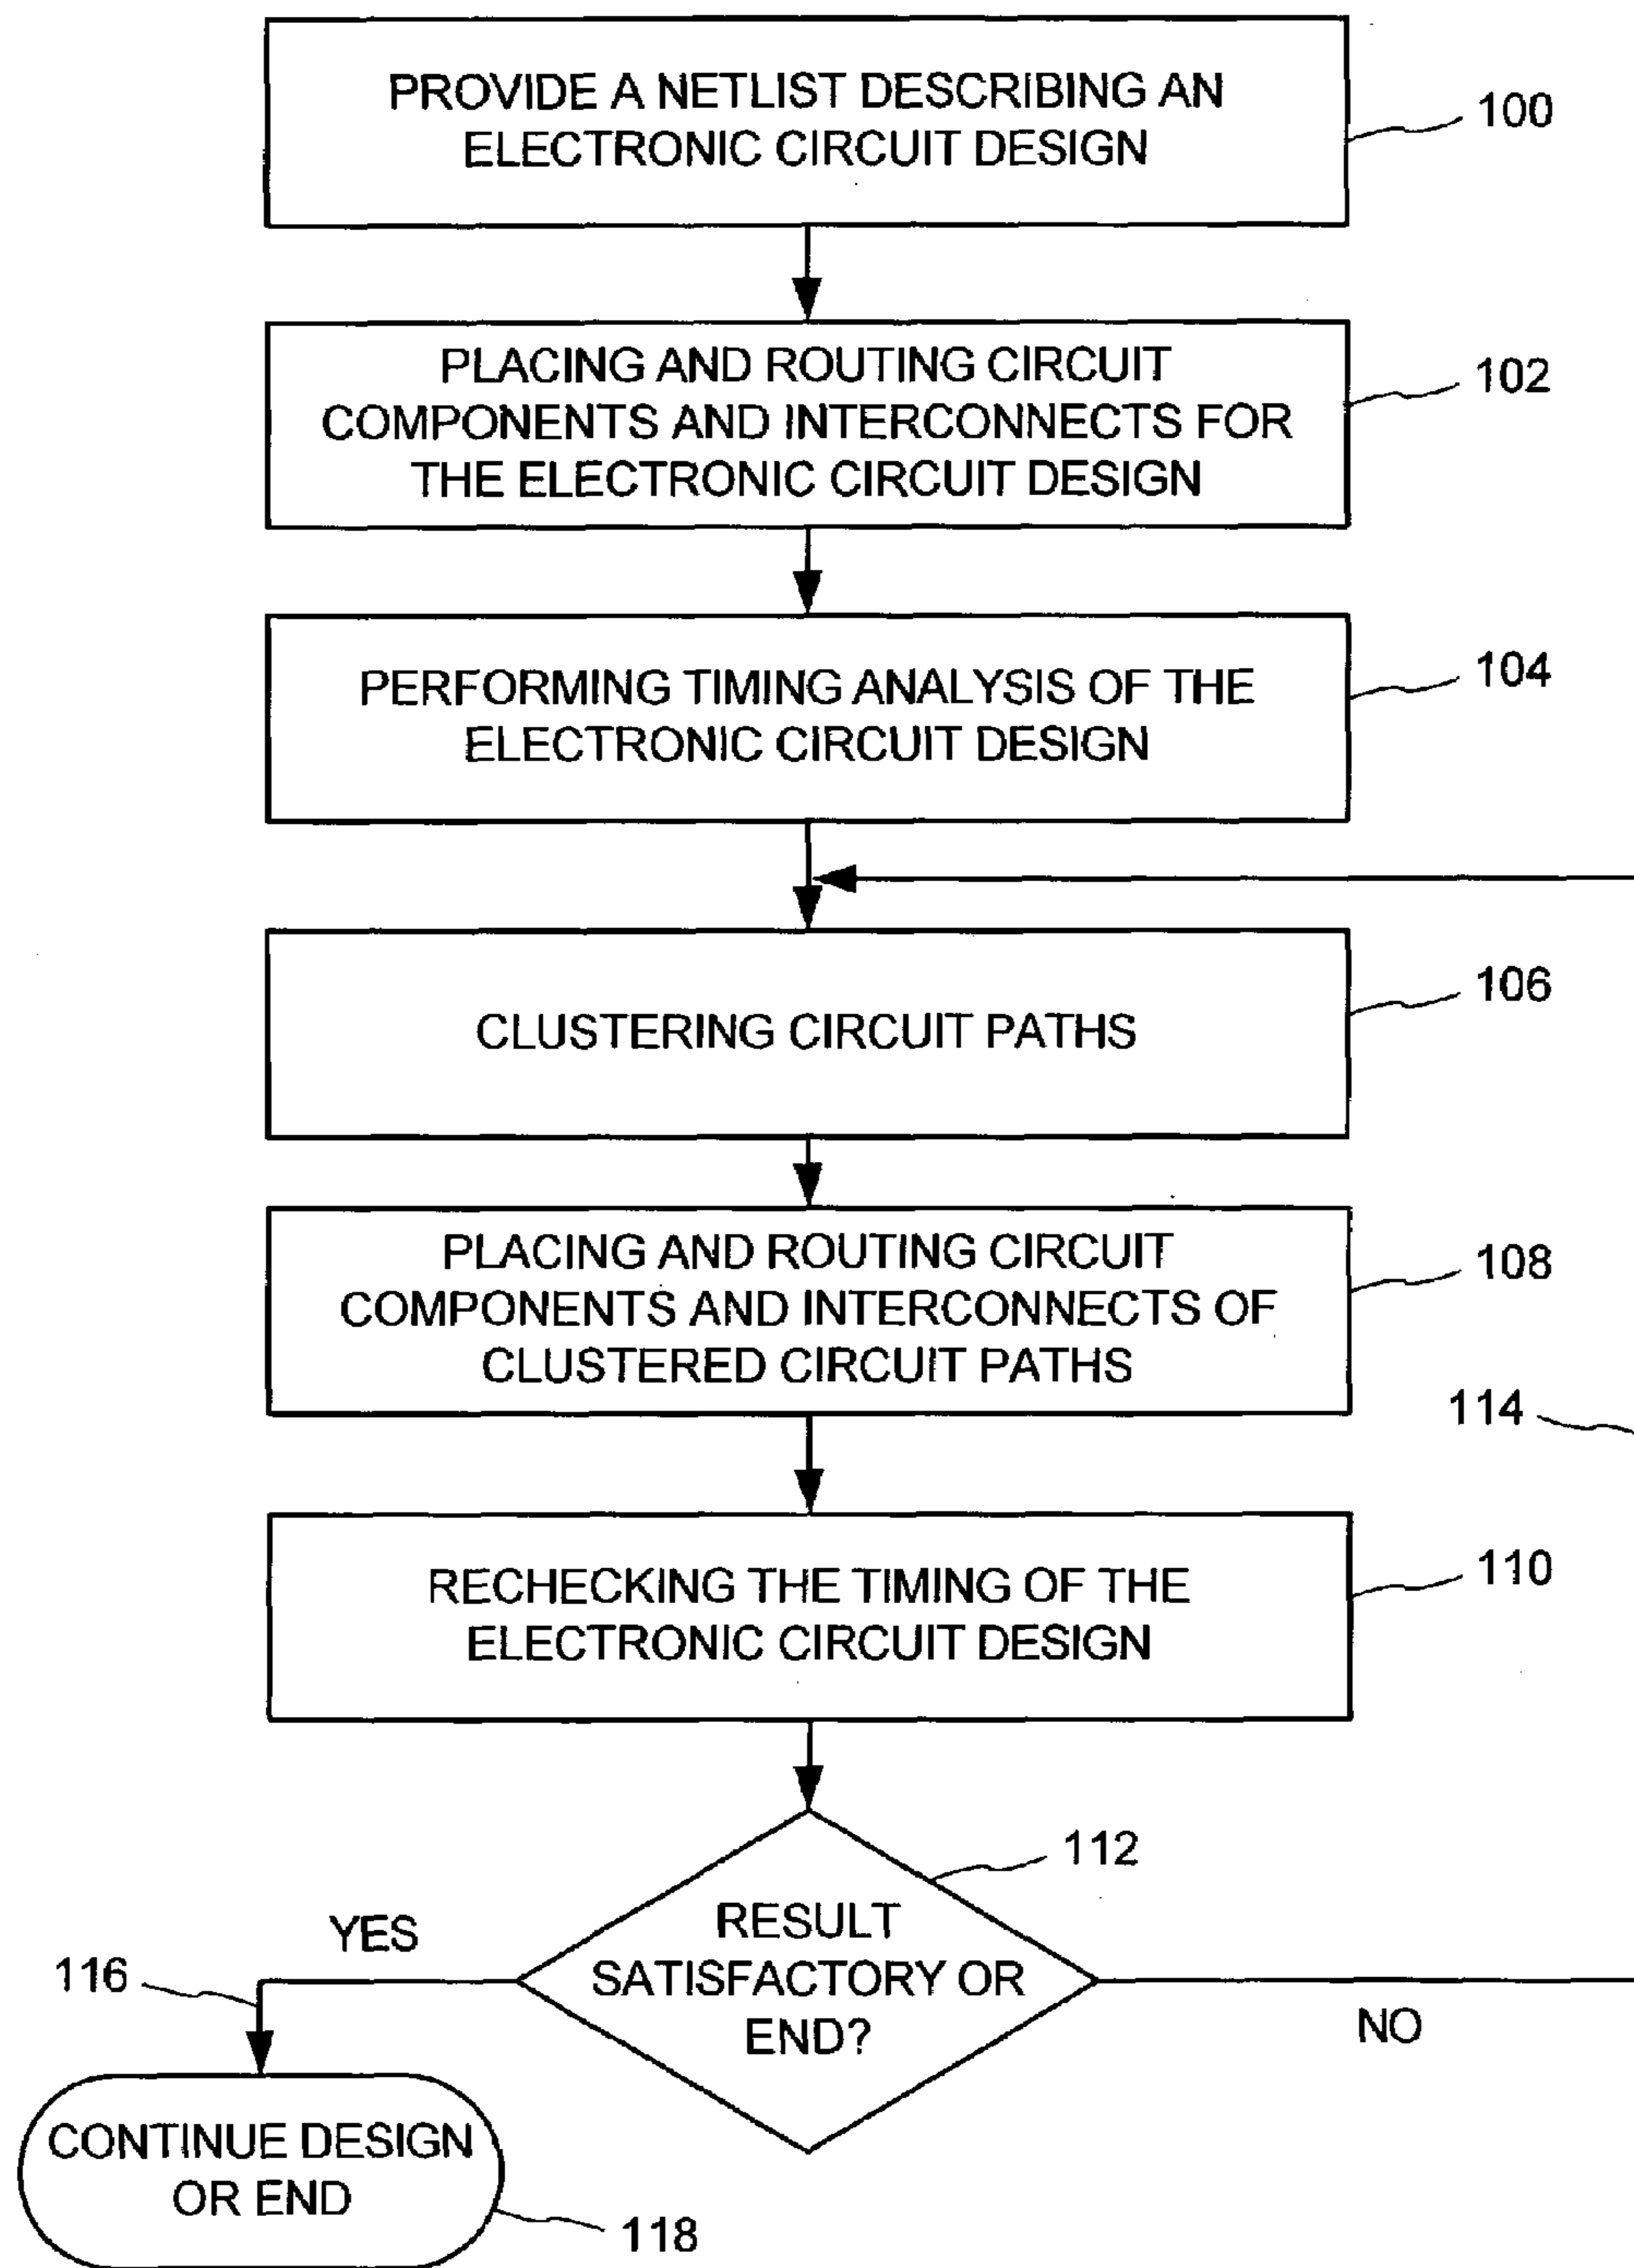 PROVIDE A NETLIST DESCRIBING AN
ELECTRONIC CIRCUIT DESIGN
100
PLACING AND ROUTING CIRCUIT
COMPONENTS AND INTERCONNECTS FOR
THE ELECTRONIC CIRCUIT DESIGN
102
PERFORMING TIMING ANALYSIS OF THE
ELECTRONIC CIRCUIT DESIGN
104
CLUSTERING CIRCUIT PATHS
106
PLACING AND ROUTING CIRCUIT
COMPONENTS AND INTERCONNECTS OF
CLUSTERED CIRCUIT PATHS
108
114
RECHECKING THE TIMING OF THE
ELECTRONIC CIRCUIT DESIGN
110
112
RESULT
SATISFACTORY OR
END?
YES
116
NO
CONTINUE DESIGN
OR END
118